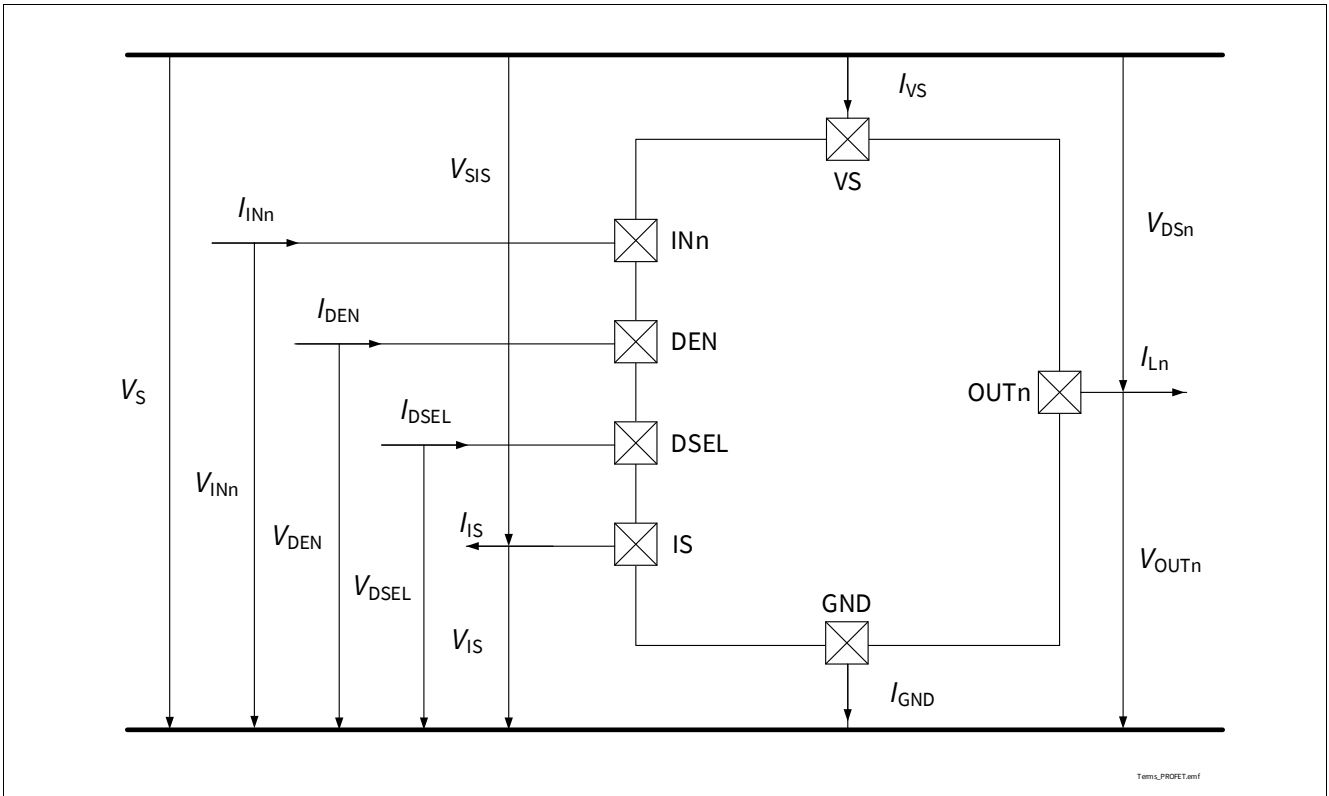 I_VS
VS
V_SIS
I_INn
INn
V_DSn
I_DEN
DEN
I_Ln
V_S
OUTn
I_DSEL
DSEL
V_INn
I_IS
IS
V_DEN
V_OUTn
V_DSEL
GND
V_IS
I_GND
Terms_PROFET.emf